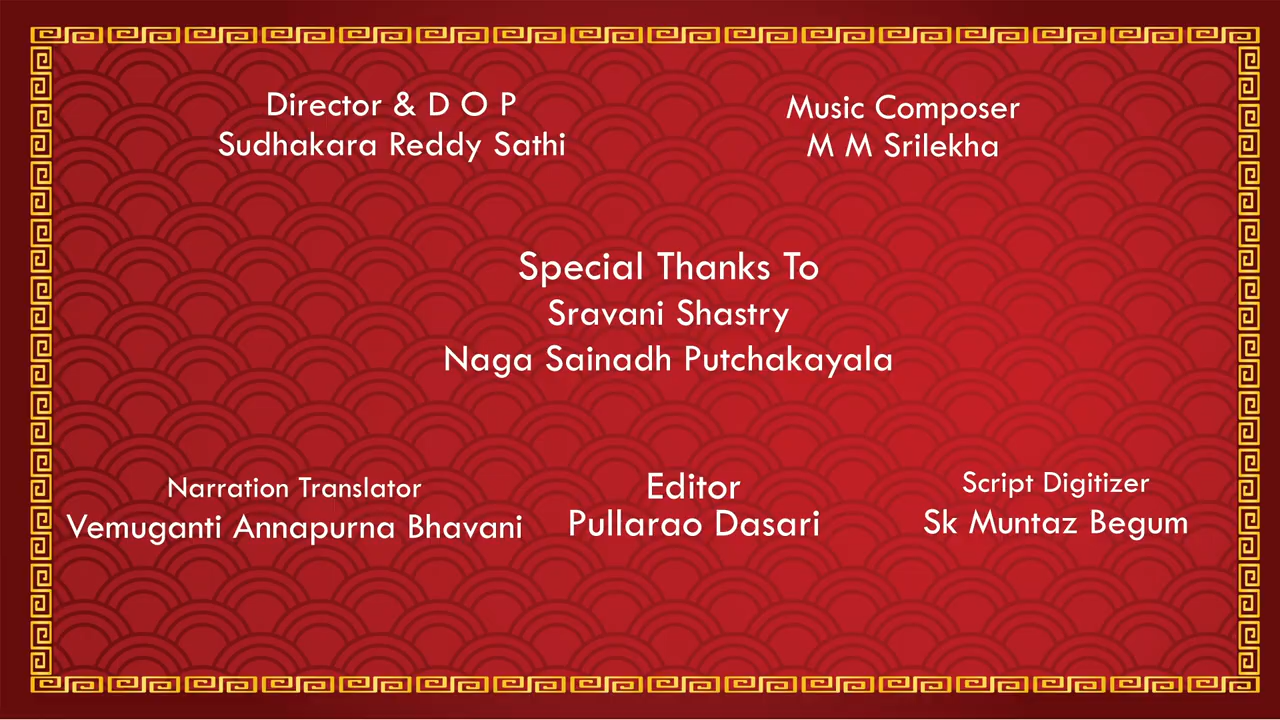 Director & D O P
Sudhakara Reddy Sathi
Music Composer
M M Srilekha
Special Thanks To
Sravani Shastry
Naga Sainadh Putchakayala
Narration Translator
Vemuganti Annapurna Bhavani
Editor
Pullarao Dasari
Script Digitizer
Sk Muntaz Begum